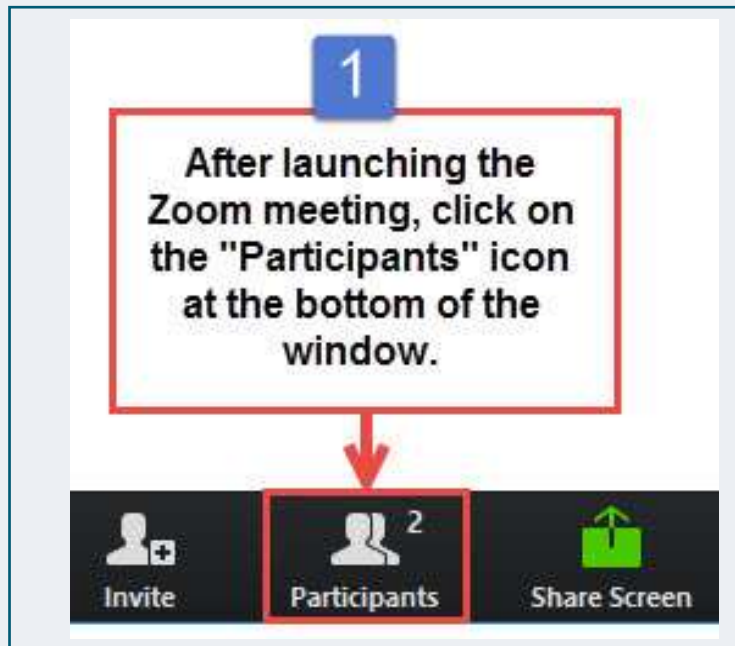 1
After launching the
Zoom meeting, click on
the "Participants" icon
at the bottom of the
window.
2
Invite Participants Share Screen